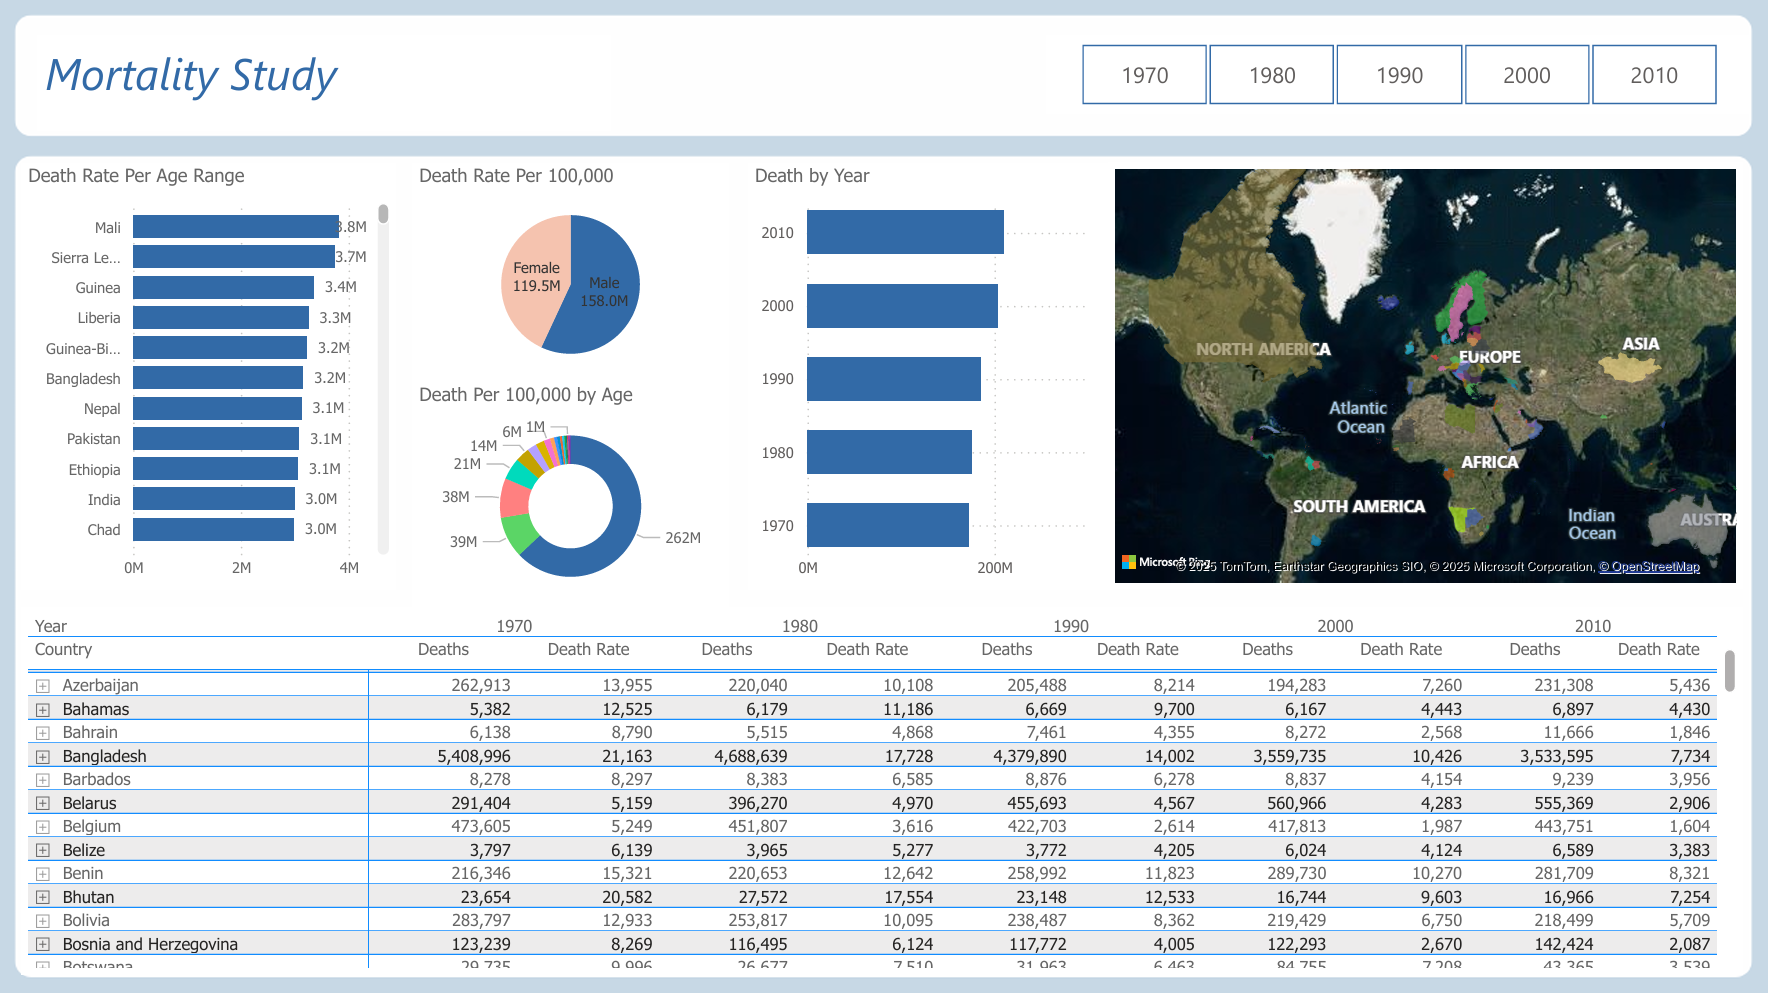 Mortality Study
1970 1980 1990 2000 2010
Death Rate Per Age Range
Mali 3.8M
Sierra Le... 3.7M
Guinea 3.4M
Liberia 3.3M
Guinea-Bi... 3.2M
Bangladesh 3.2M
Nepal 3.1M
Pakistan 3.1M
Ethiopia 3.1M
India 3.0M
Chad 3.0M
0M 2M 4M
Death Rate Per 100,000
Female
119.5M
Male
158.0M
Death Per 100,000 by Age
1M
6M
14M
21M
38M
39M
262M
Death by Year
2010
2000
1990
1980
1970
0M 200M
NORTH AMERICA
EUROPE
ASIA
Atlantic
Ocean
AFRICA
SOUTH AMERICA
Indian
Ocean
AUSTRA
Microsoft Bing
© 2025 TomTom, Earthstar Geographics SIO, © 2025 Microsoft Corporation, © OpenStreetMap
Year 1970 1980 1990 2000 2010
Country Deaths Death Rate Deaths Death Rate Deaths Death Rate Deaths Death Rate Deaths Death Rate
Azerbaijan 262,913 13,955 220,040 10,108 205,488 8,214 194,283 7,260 231,308 5,436
Bahamas 5,382 12,525 6,179 11,186 6,669 9,700 6,167 4,443 6,897 4,430
Bahrain 6,138 8,790 5,515 4,868 7,461 4,355 8,272 2,568 11,666 1,846
Bangladesh 5,408,996 21,163 4,688,639 17,728 4,379,890 14,002 3,559,735 10,426 3,533,595 7,734
Barbados 8,278 8,297 8,383 6,585 8,876 6,278 8,837 4,154 9,239 3,956
Belarus 291,404 5,159 396,270 4,970 455,693 4,567 560,966 4,283 555,369 2,906
Belgium 473,605 5,249 451,807 3,616 422,703 2,614 417,813 1,987 443,751 1,604
Belize 3,797 6,139 3,965 5,277 3,772 4,205 6,024 4,124 6,589 3,383
Benin 216,346 15,321 220,653 12,642 258,992 11,823 289,730 10,270 281,709 8,321
Bhutan 23,654 20,582 27,572 17,554 23,148 12,533 16,744 9,603 16,966 7,254
Bolivia 283,797 12,933 253,817 10,095 238,487 8,362 219,429 6,750 218,499 5,709
Bosnia and Herzegovina 123,239 8,269 116,495 6,124 117,772 4,005 122,293 2,670 142,424 2,087
Botswana 29,735 9,996 26,677 7,510 31,963 6,463 84,755 7,208 43,365 3,539